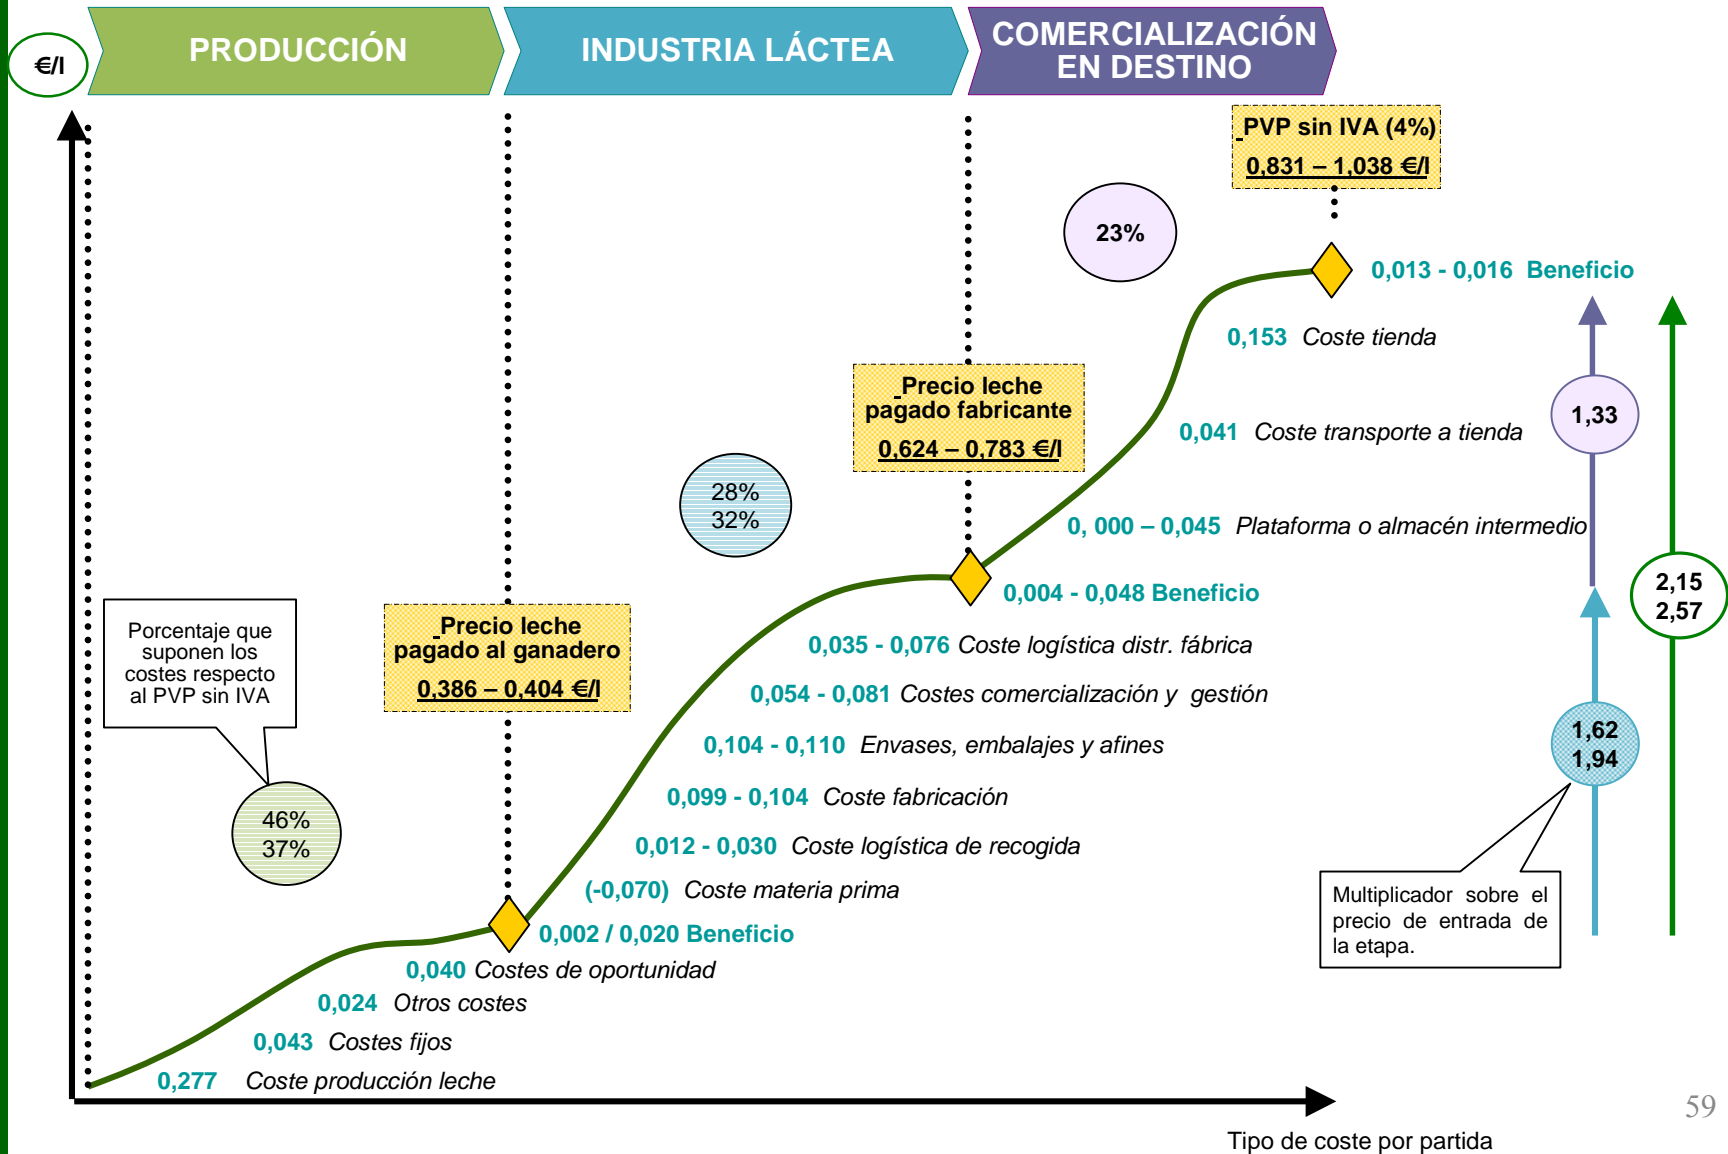 €/l
PRODUCCIÓN
INDUSTRIA LÁCTEA
COMERCIALIZACIÓN
EN DESTINO
PVP sin IVA (4%)
0,831 – 1,038 €/l
23%
0,013 - 0,016 Beneficio
0,153 Coste tienda
Precio leche
pagado fabricante
0,624 – 0,783 €/l
1,33
0,041 Coste transporte a tienda
28%
32%
0, 000 – 0,045 Plataforma o almacén intermedio
2,15
2,57
0,004 - 0,048 Beneficio
Porcentaje que
suponen los
costes respecto
al PVP sin IVA
Precio leche
pagado al ganadero
0,386 – 0,404 €/l
0,035 - 0,076 Coste logística distr. fábrica
0,054 - 0,081 Costes comercialización y gestión
0,104 - 0,110 Envases, embalajes y afines
1,62
1,94
0,099 - 0,104 Coste fabricación
46%
37%
0,012 - 0,030 Coste logística de recogida
(-0,070) Coste materia prima
Multiplicador sobre el
precio de entrada de
la etapa.
0,002 / 0,020 Beneficio
0,040 Costes de oportunidad
0,024 Otros costes
0,043 Costes fijos
0,277 Coste producción leche
59
Tipo de coste por partida